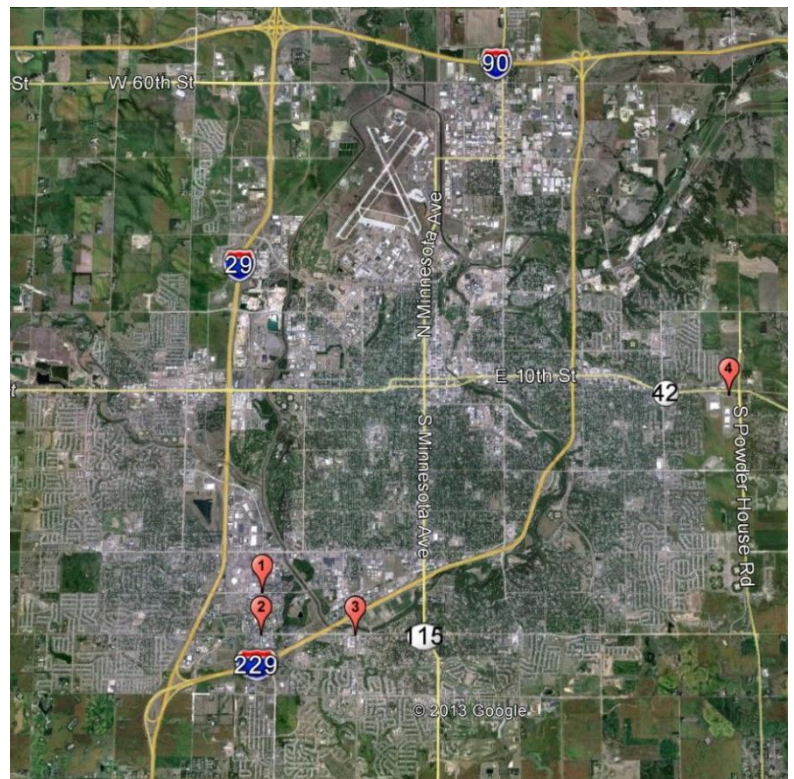 90
St
W 60th St
29
N Minnesota Ave
E 10th St
t
4
42
S Minnesota Ave
S Powder House Rd
1
2
3
115
229
© 2013 Google